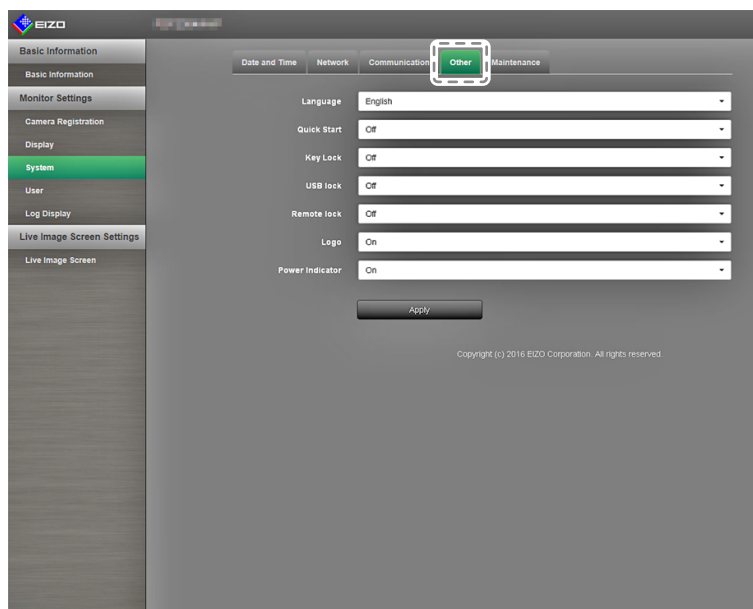 EIZO
Basic Information
Basic Information
Monitor Settings
Camera Registration
Display
System
User
Log Display
Live Image Screen Settings
Live Image Screen
Date and Time Network Communication Other Maintenance
Language English
Quick Start Off
Key Lock Off
USB lock Off
Remote lock Off
Logo On
Power Indicator On
Apply
Copyright (c) 2016 EIZO Corporation. All rights reserved.